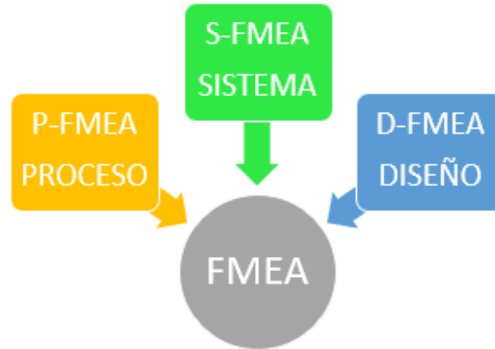 S-FMEA
SISTEMA
P-FMEA
PROCESO
D-FMEA
DISEÑO
FMEA